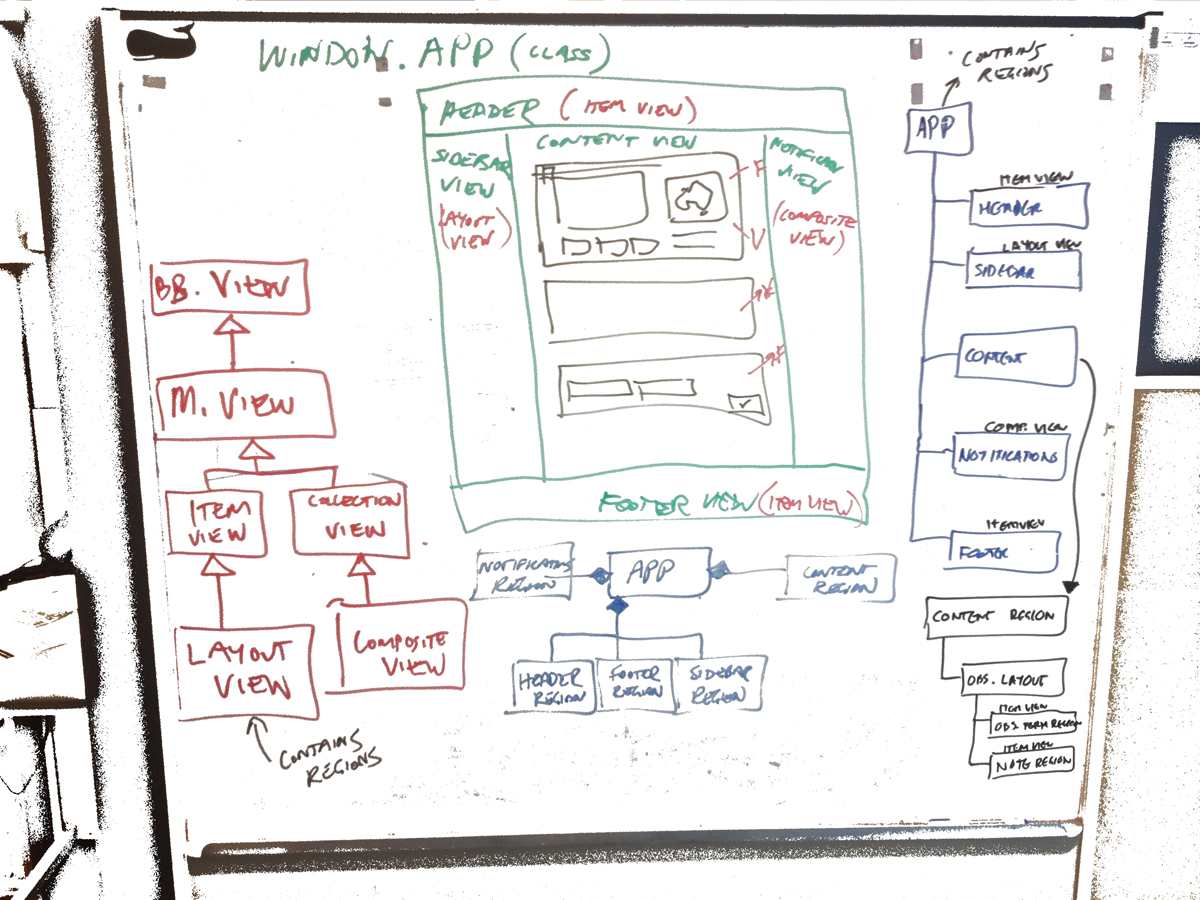 WINDOW. APP (CLASS)
HEADER (ITEM VIEW)
SIDEBAR
VIEW
(LAYOUT
VIEW)
CONTENT VIEW
F
V
VIEW
(COMPOSITE
VIEW)
FOOTER VIEW (ITEM VIEW)
BB. VIEW
M. VIEW
ITEM
VIEW
COLLECTION
VIEW
LAYOUT
VIEW
COMPOSITE
VIEW
CONTAINS
REGIONS
REGION
APP
CONTENT
REGION
HEADER
REGION
FOOTER
REGION
SIDEBAR
REGION
CONTAINS
REGIONS
APP
ITEM VIEW
HEADER
LAYOUT VIEW
SIDEBAR
CONTENT
COMP. VIEW
NOTIFICATIONS
ITEM VIEW
FOOTER
CONTENT REGION
OBS. LAYOUT
ITEM VIEW
OBS TERM REGION
ITEM VIEW
NOTE REGION